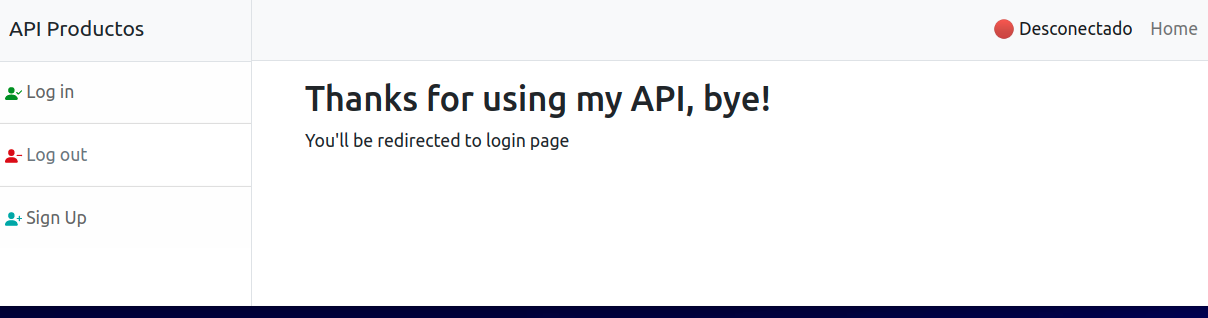 API Productos
Desconectado Home
Log in
Log out
Sign Up
Thanks for using my API, bye!
You'll be redirected to login page